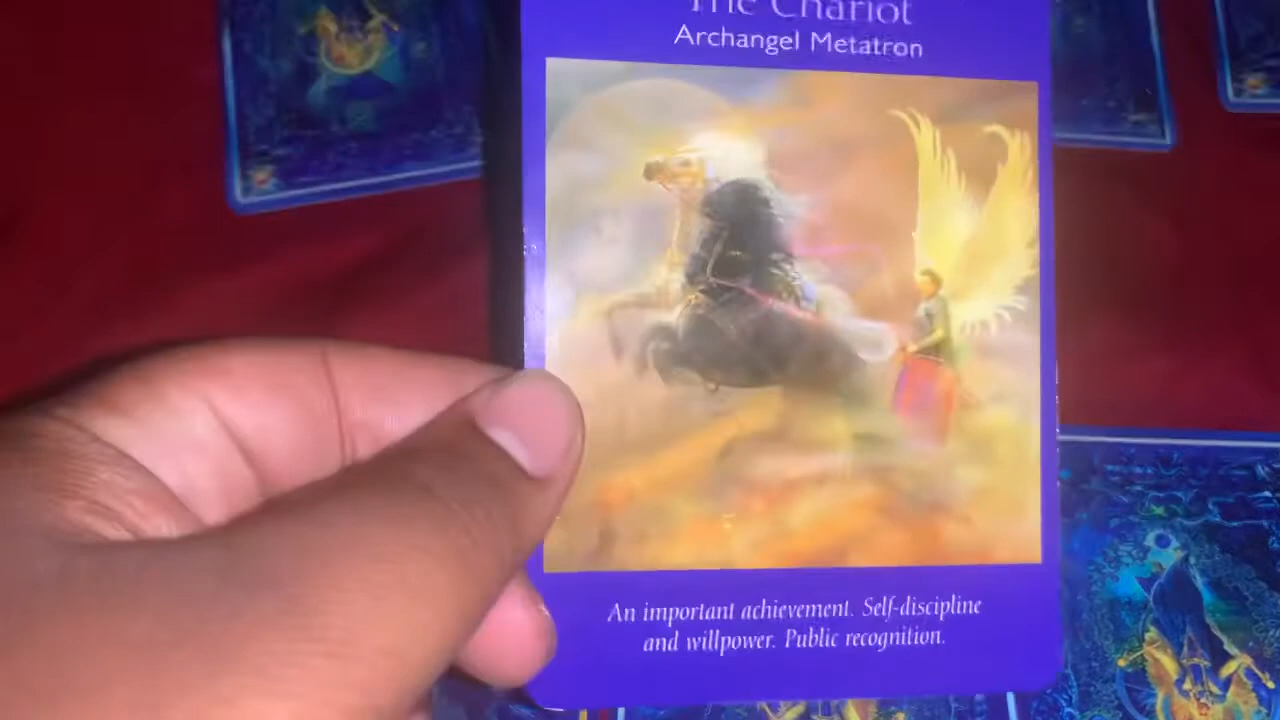 The Chariot
Archangel Metatron
An important achievement. Self-discipline
and willpower. Public recognition.